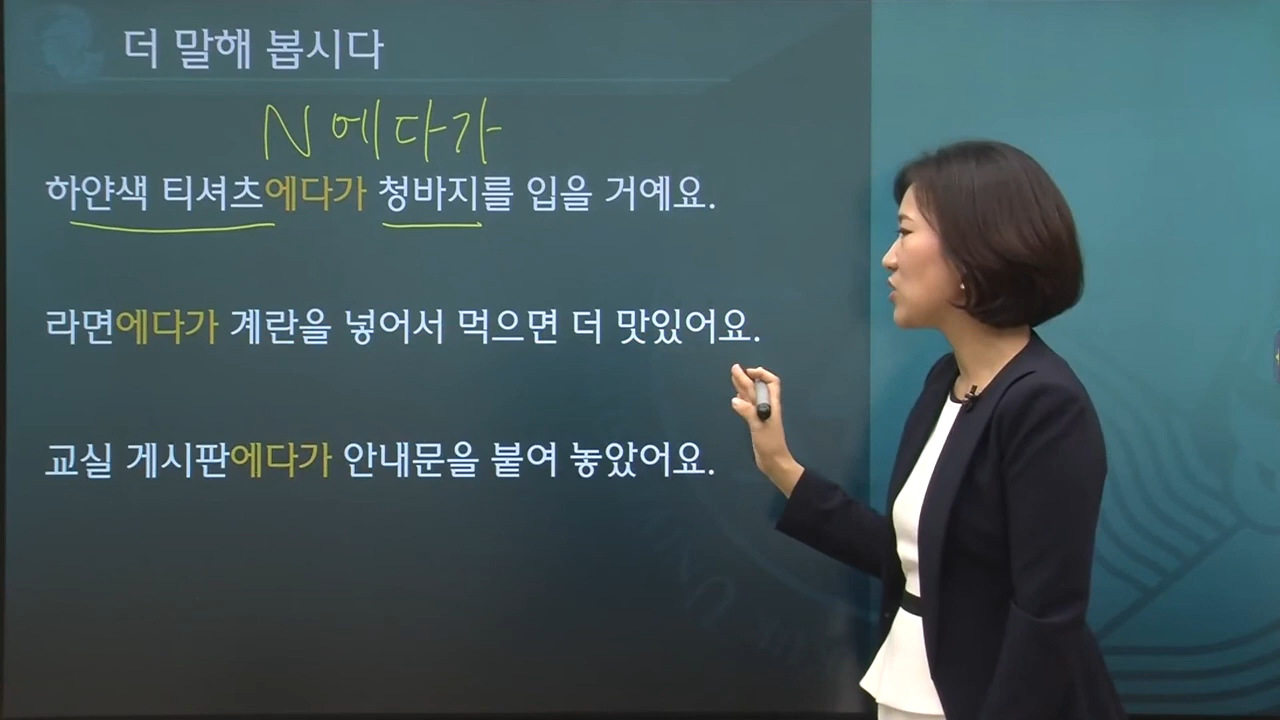 더 말해 봅시다
N에다가
하얀색 티셔츠에다가 청바지를 입을 거예요.
라면에다가 계란을 넣어서 먹으면 더 맛있어요.
교실 게시판에다가 안내문을 붙여 놓았어요.